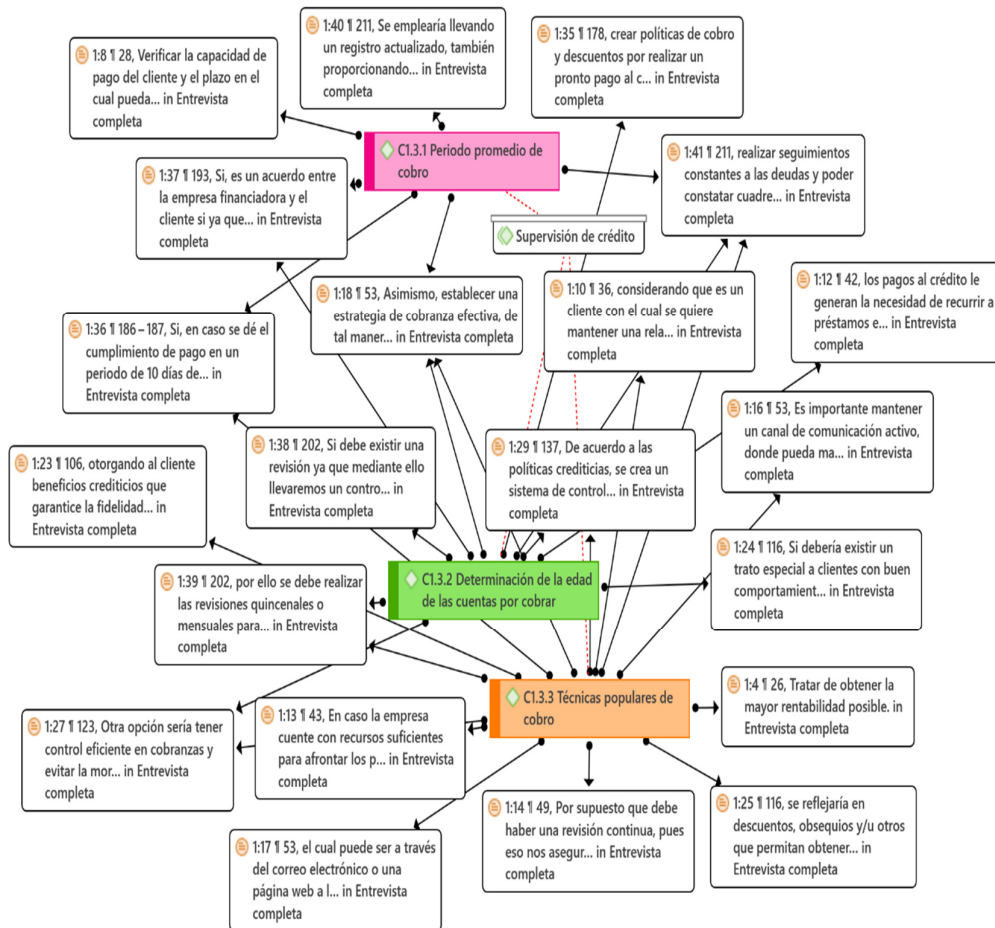 1:40 ¶ 211, Se emplearía llevando
un registro actualizado, también
proporcionando... in Entrevista
completa
1:35 ¶ 178, crear políticas de cobro
y descuentos por realizar un
pronto pago al c... in Entrevista
completa
1:8 ¶ 28, Verificar la capacidad de
pago del cliente y el plazo en el
cual pueda... in Entrevista
completa
C1.3.1 Periodo promedio de
cobro
1:41 ¶ 211, realizar seguimientos
constantes a las deudas y poder
constatar cuadre... in Entrevista
completa
1:37 ¶ 193, Si, es un acuerdo entre
la empresa financiadora y el
cliente si ya que... in Entrevista
completa
Supervisión de crédito
1:18 ¶ 53, Asimismo, establecer una
estrategia de cobranza efectiva, de
tal maner... in Entrevista completa
1:10 ¶ 36, considerando que es un
cliente con el cual se quiere
mantener una rela... in Entrevista
completa
1:12 ¶ 42, los pagos al crédito le
generan la necesidad de recurrir a
préstamos e... in Entrevista
completa
1:36 ¶ 186 – 187, Si, en caso se dé el
cumplimiento de pago en un
periodo de 10 días de... in
Entrevista completa
1:16 ¶ 53, Es importante mantener
un canal de comunicación activo,
donde pueda ma... in Entrevista
completa
1:38 ¶ 202, Si debe existir una
revisión ya que mediante ello
llevaremos un contro... in
Entrevista completa
1:29 ¶ 137, De acuerdo a las
políticas crediticias, se crea un
sistema de control... in Entrevista
completa
1:23 ¶ 106, otorgando al cliente
beneficios crediticios que
garantice la fidelidad... in
Entrevista completa
1:24 ¶ 116, Si debería existir un
trato especial a clientes con buen
comportamient... in Entrevista
completa
C1.3.2 Determinación de la edad
de las cuentas por cobrar
1:39 ¶ 202, por ello se debe realizar
las revisiones quincenales o
mensuales para... in Entrevista
completa
C1.3.3 Técnicas populares de
cobro
1:4 ¶ 26, Tratar de obtener la
mayor rentabilidad posible. in
Entrevista completa
1:27 ¶ 123, Otra opción sería tener
control eficiente en cobranzas y
evitar la mor... in Entrevista
completa
1:13 ¶ 43, En caso la empresa
cuente con recursos suficientes
para afrontar los p... in Entrevista
completa
1:14 ¶ 49, Por supuesto que debe
haber una revisión continua, pues
eso nos asegur... in Entrevista
completa
1:25 ¶ 116, se reflejaría en
descuentos, obsequios y/u otros
que permitan obtener... in
Entrevista completa
1:17 ¶ 53, el cual puede ser a través
del correo electrónico o una
página web a l... in Entrevista
completa